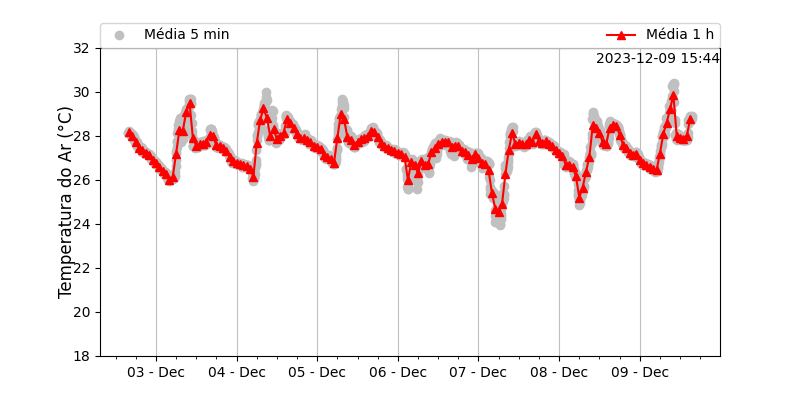 Média 5 min
Média 1 h
2023-12-09 15:44
Temperatura do Ar (°C)
32
30
28
26
24
22
20
18
03 - Dec
04 - Dec
05 - Dec
06 - Dec
07 - Dec
08 - Dec
09 - Dec